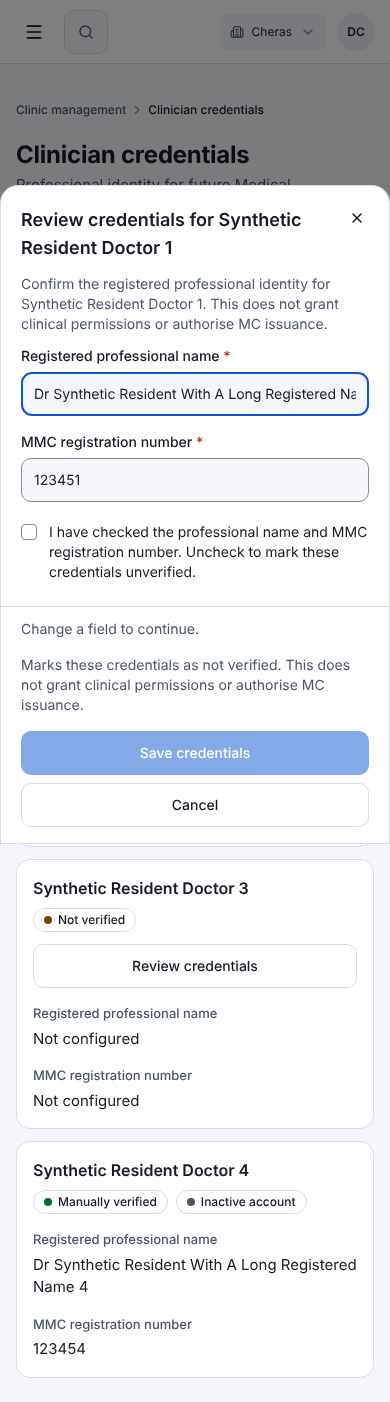 Cheras
DC
Clinic management
Clinician credentials
Clinician credentials
Professional identity for future Medical
Review credentials for Synthetic
Resident Doctor 1
Confirm the registered professional identity for
Synthetic Resident Doctor 1. This does not grant
clinical permissions or authorise MC issuance.
Registered professional name *
Dr Synthetic Resident With A Long Registered Na
MMC registration number *
123451
I have checked the professional name and MMC
registration number. Uncheck to mark these
credentials unverified.
Change a field to continue.
Marks these credentials as not verified. This does
not grant clinical permissions or authorise MC
issuance.
Save credentials
Cancel
Synthetic Resident Doctor 3
Not verified
Review credentials
Registered professional name
Not configured
MMC registration number
Not configured
Synthetic Resident Doctor 4
Manually verified
Inactive account
Registered professional name
Dr Synthetic Resident With A Long Registered
Name 4
MMC registration number
123454